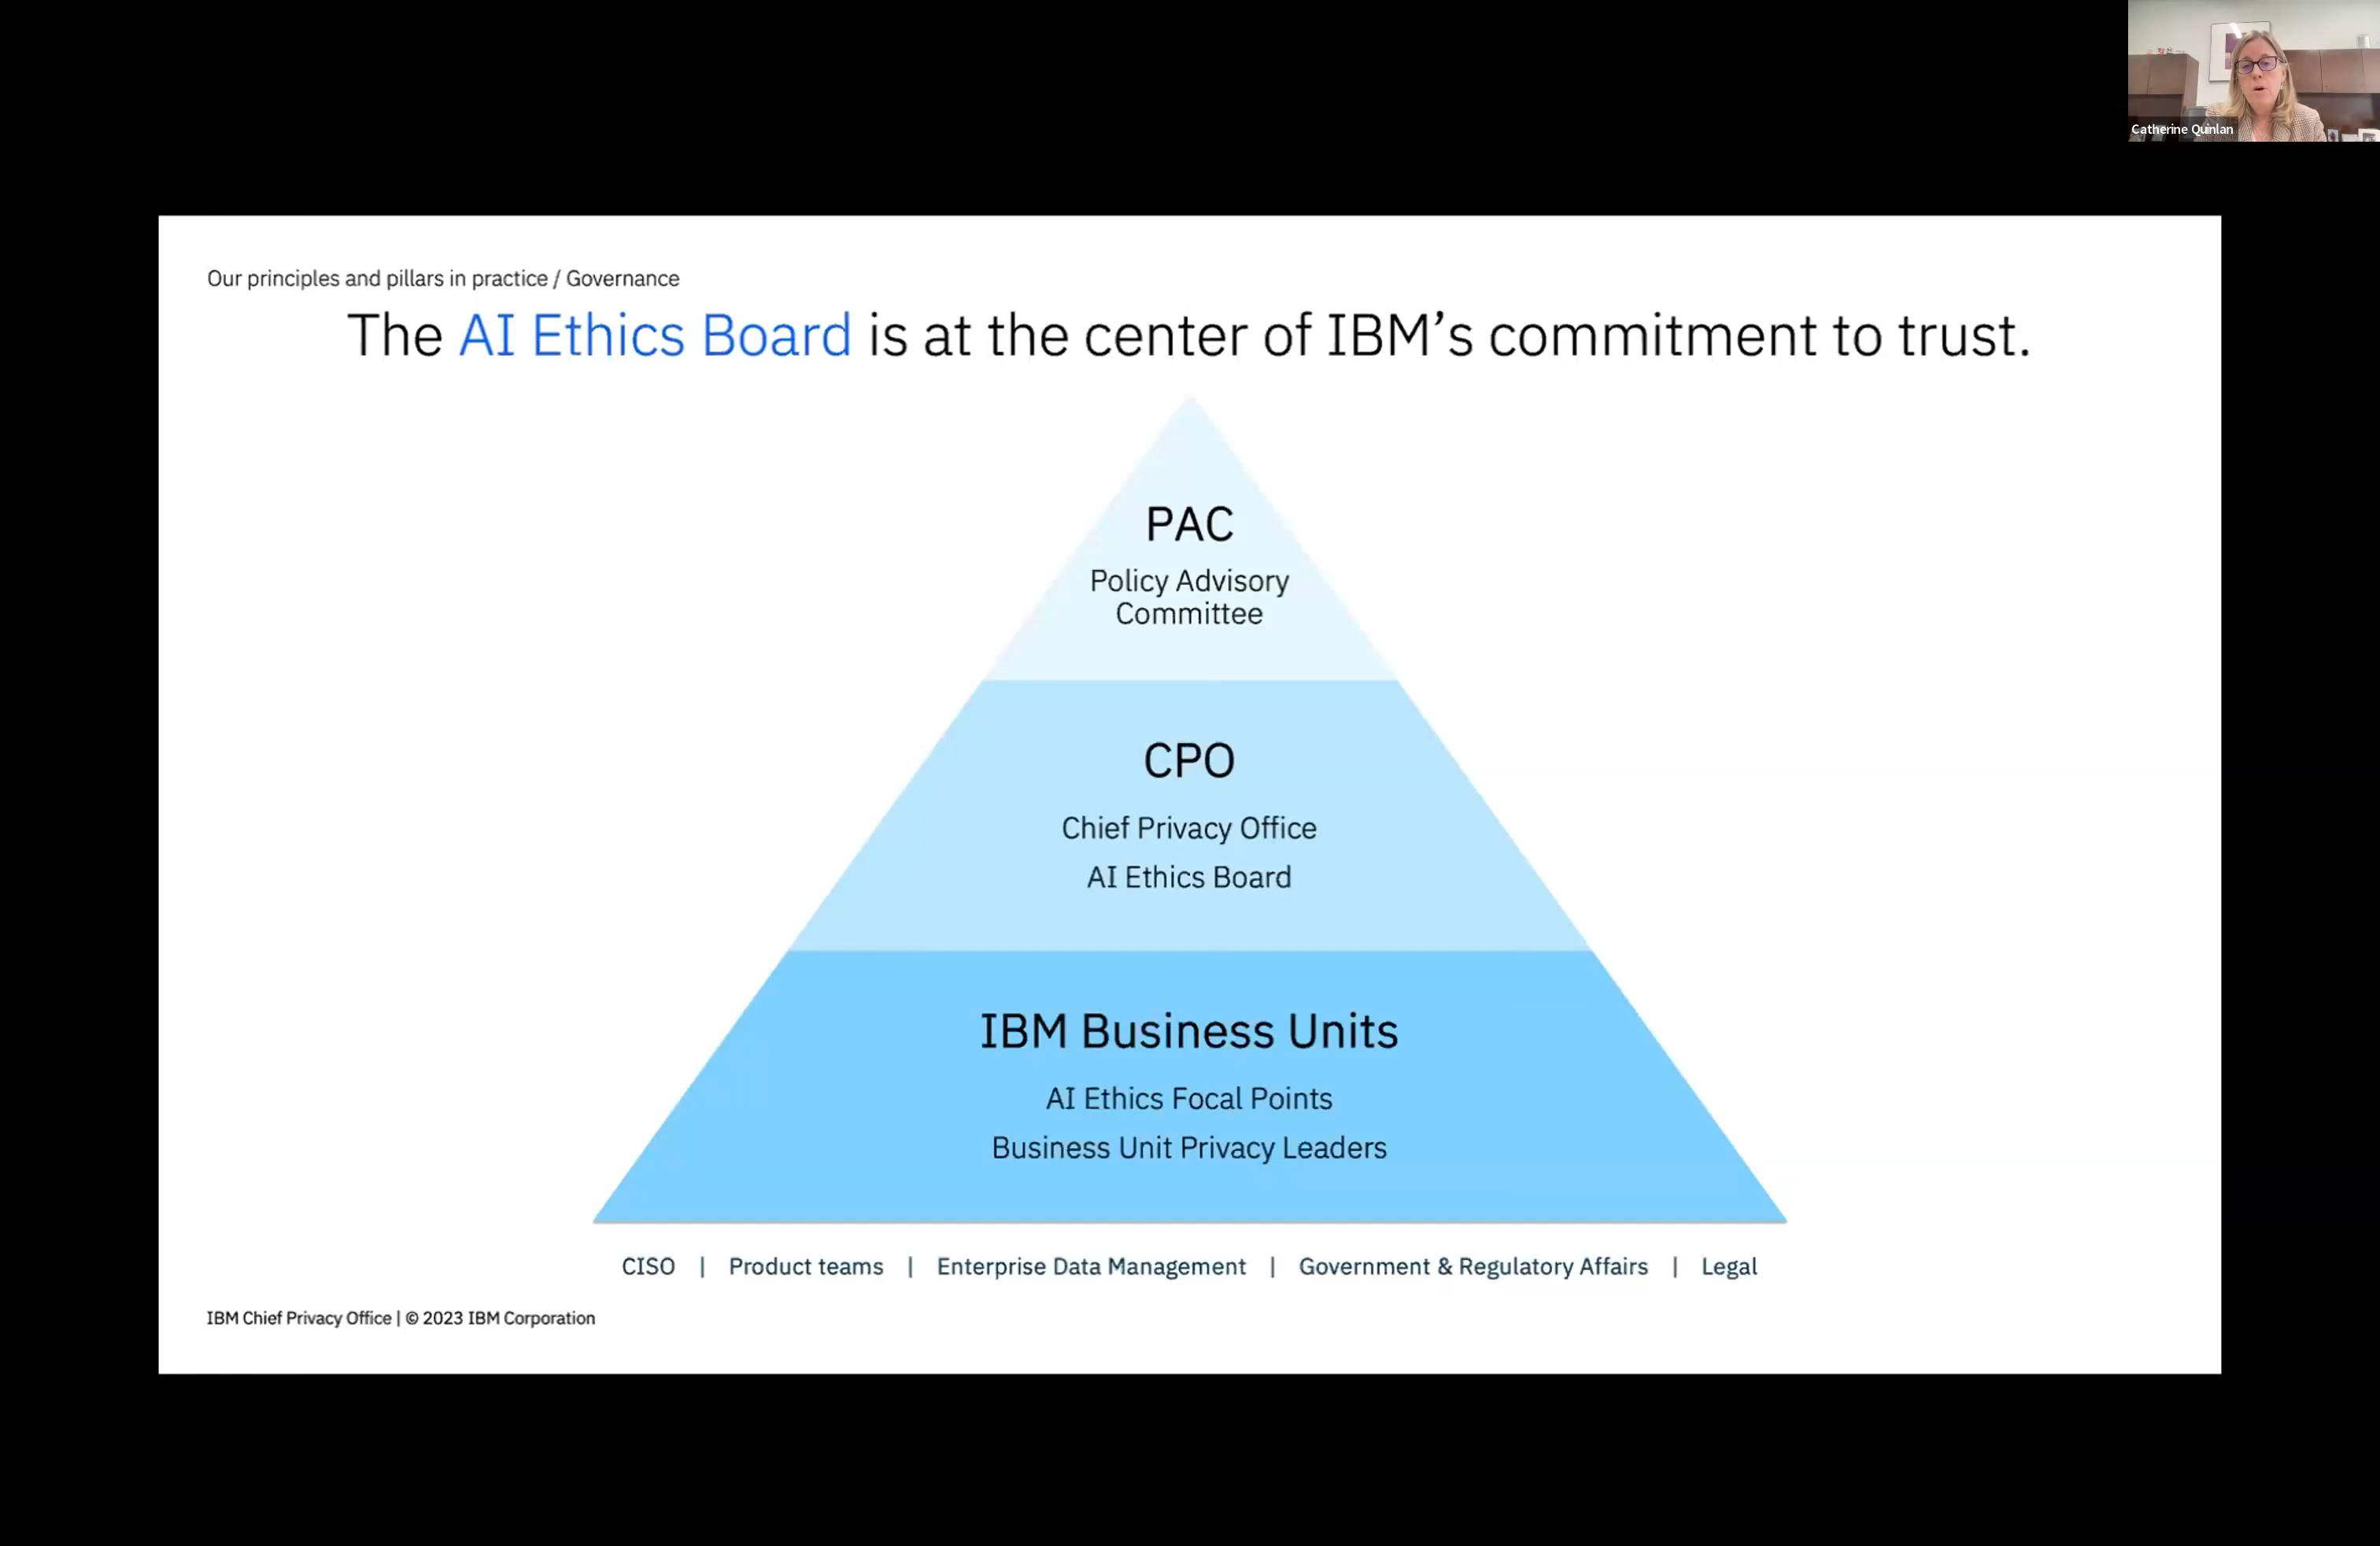 Catherine Quinlan
Our principles and pillars in practice / Governance
The AI Ethics Board is at the center of IBM’s commitment to trust.
PAC
Policy Advisory
Committee
CPO
Chief Privacy Office
AI Ethics Board
IBM Business Units
AI Ethics Focal Points
Business Unit Privacy Leaders
CISO | Product teams | Enterprise Data Management | Government & Regulatory Affairs | Legal
IBM Chief Privacy Office | © 2023 IBM Corporation